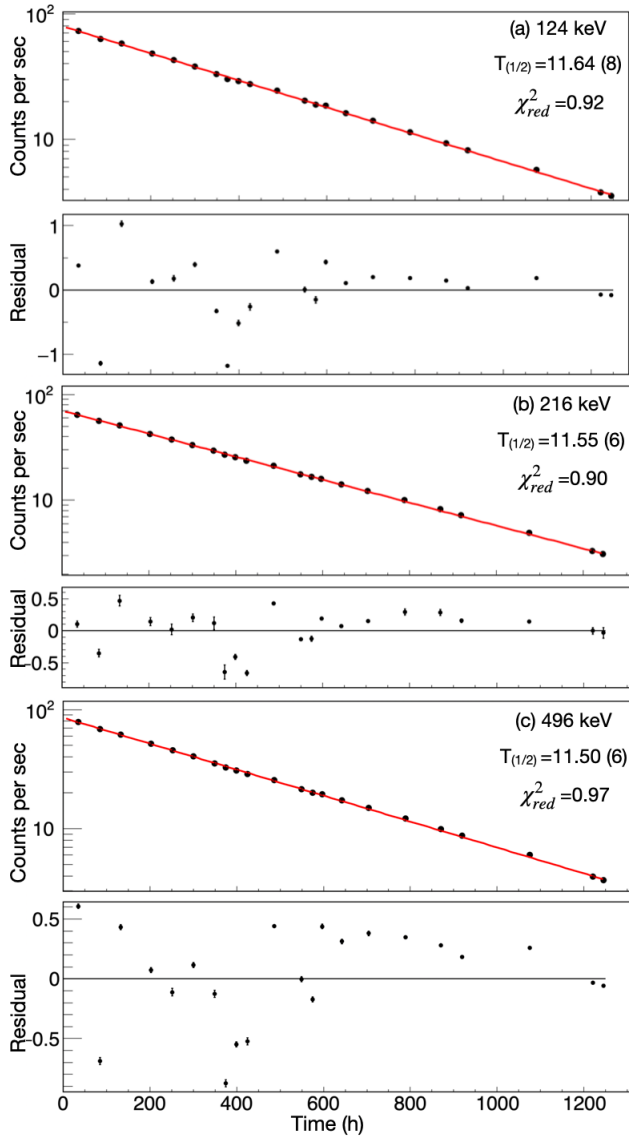 10²
(a) 124 keV
T(1/2) =11.64 (8)
χ²red =0.92
10
Counts per sec
1
0
−1
Residual
10²
(b) 216 keV
T(1/2) =11.55 (6)
χ²red =0.90
10
Counts per sec
0.5
0
−0.5
Residual
10²
(c) 496 keV
T(1/2) =11.50 (6)
χ²red =0.97
10
Counts per sec
0.5
0
−0.5
Residual
0 200 400 600 800 1000 1200
Time (h)